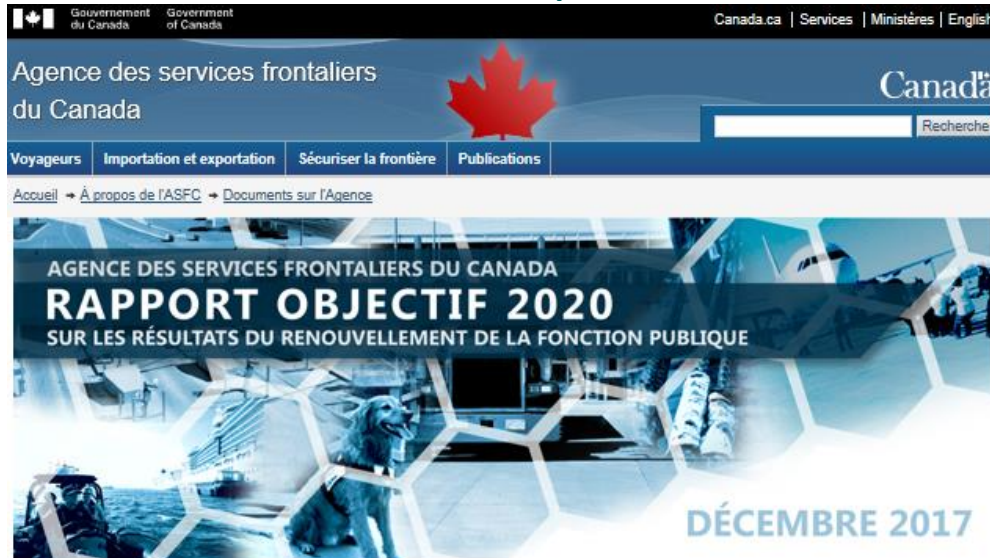 Gouvernement du Canada
Government of Canada
Canada.ca | Services | Ministères | English
Agence des services frontaliers
du Canada
Canada
Recherche
Voyageurs
Importation et exportation
Sécuriser la frontière
Publications
Accueil → À propos de l'ASFC → Documents sur l'Agence
AGENCE DES SERVICES FRONTALIERS DU CANADA
RAPPORT OBJECTIF 2020
SUR LES RÉSULTATS DU RENOUVELLEMENT DE LA FONCTION PUBLIQUE
DÉCEMBRE 2017